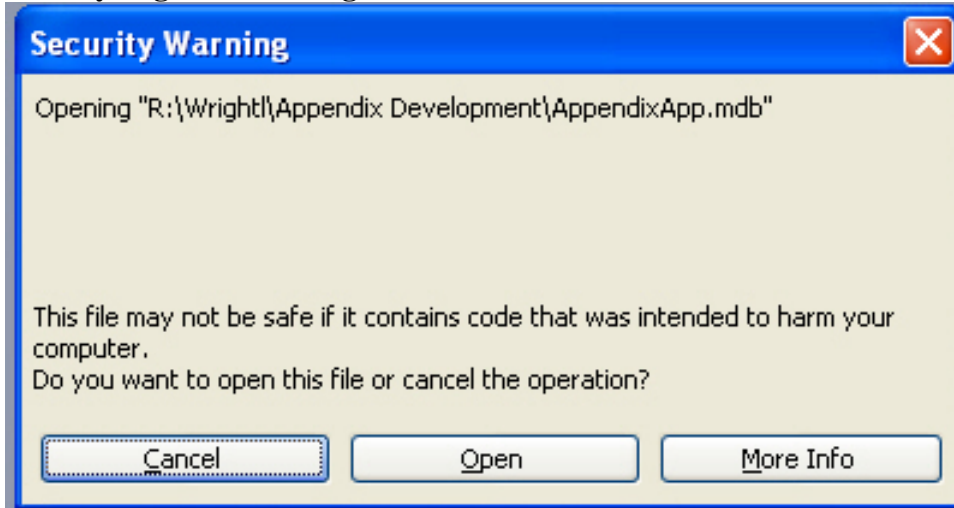 Security Warning
Opening "R:\Wrightl\Appendix Development\AppendixApp.mdb"
This file may not be safe if it contains code that was intended to harm your
computer.
Do you want to open this file or cancel the operation?
Cancel Open More Info